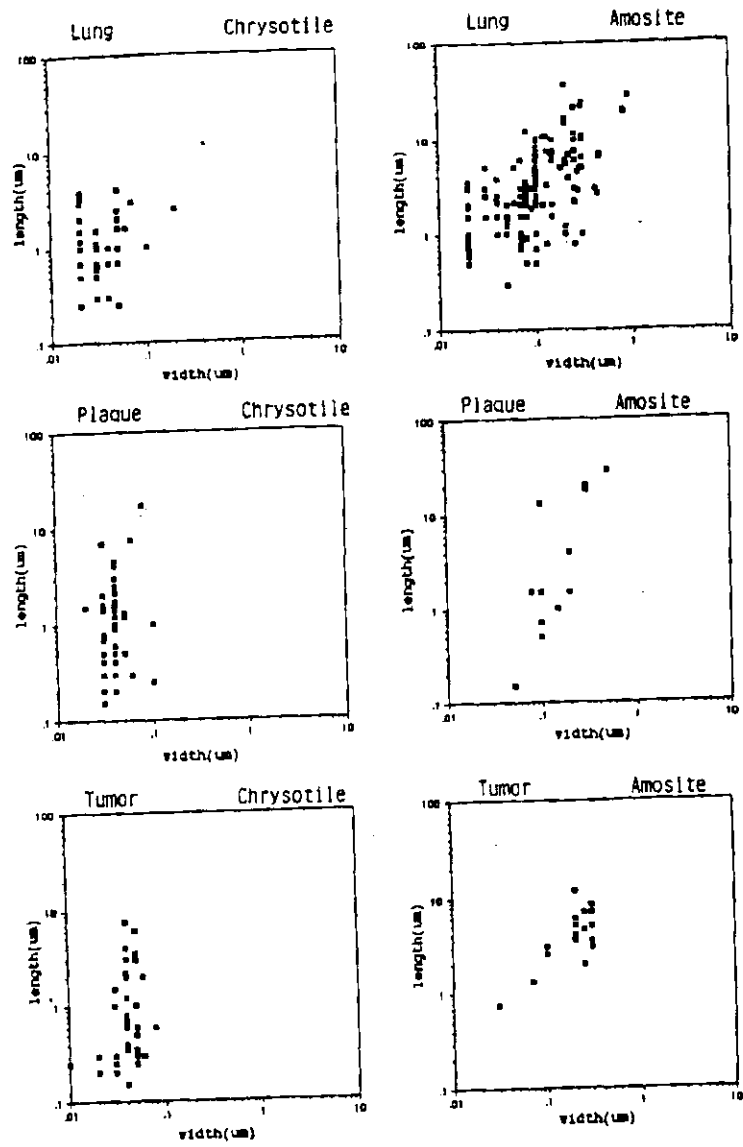 Lung Chrysotile
100
10
1
.1
length(um)
.01 .1 1 10
width(um)
Lung Amosite
100
10
1
.1
length(um)
.01 .1 1 10
width(um)
Plaque Chrysotile
100
10
1
.1
length(um)
.01 .1 1 10
width(um)
Plaque Amosite
100
10
1
.1
length(um)
.01 .1 1 10
width(um)
Tumor Chrysotile
100
10
1
.1
length(um)
.01 .1 1 10
width(um)
Tumor Amosite
100
10
1
.1
length(um)
.01 .1 1 10
width(um)